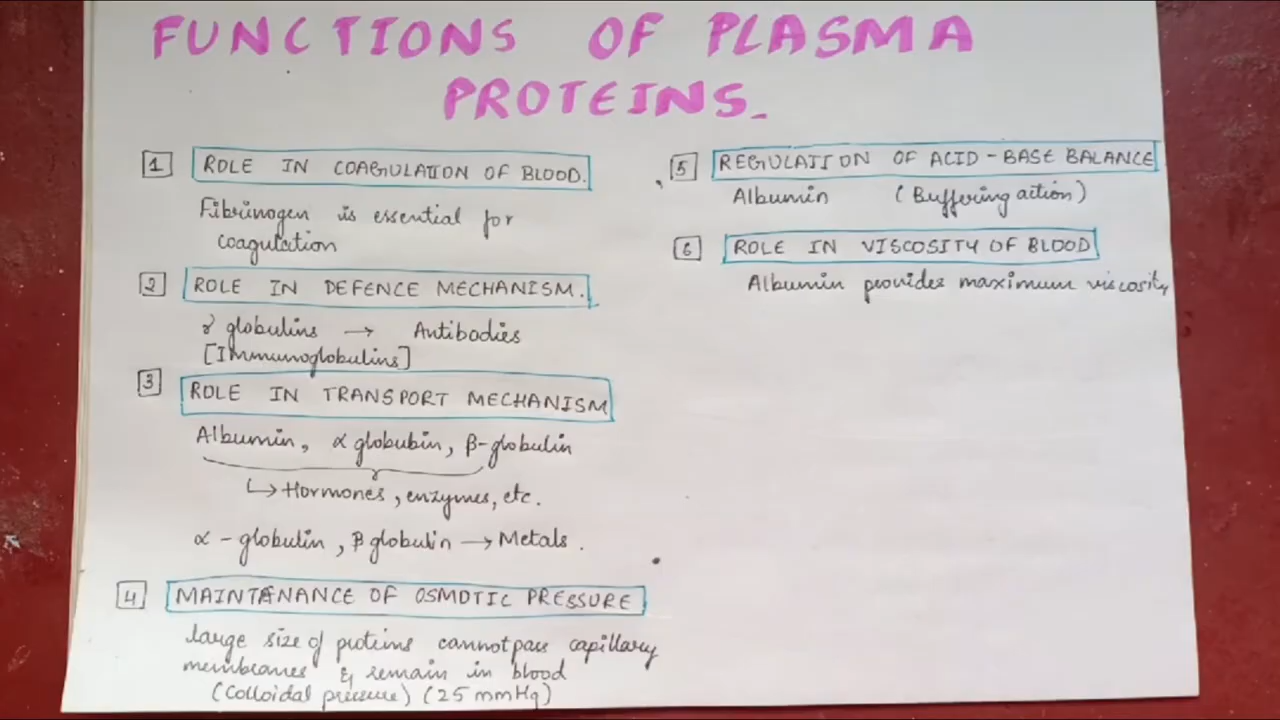 FUNCTIONS OF PLASMA
PROTEINS.
1 ROLE IN COAGULATION OF BLOOD.
Fibrinogen is essential for
coagulation
2 ROLE IN DEFENCE MECHANISM.
γ globulins → Antibodies
[Immunoglobulins]
3 ROLE IN TRANSPORT MECHANISM
Albumin, α globubin, β-globulin
↳ Hormones, enzymes, etc.
α - globulin, β globulin → Metals.
4 MAINTANANCE OF OSMOTIC PRESSURE
large size of proteins cannot pass capillary
membranes & remain in blood
(Colloidal pressure) (25 mmHg)
5 REGULATION OF ACID-BASE BALANCE
Albumin (Buffering action)
6 ROLE IN VISCOSITY OF BLOOD
Albumin provides maximum viscosity